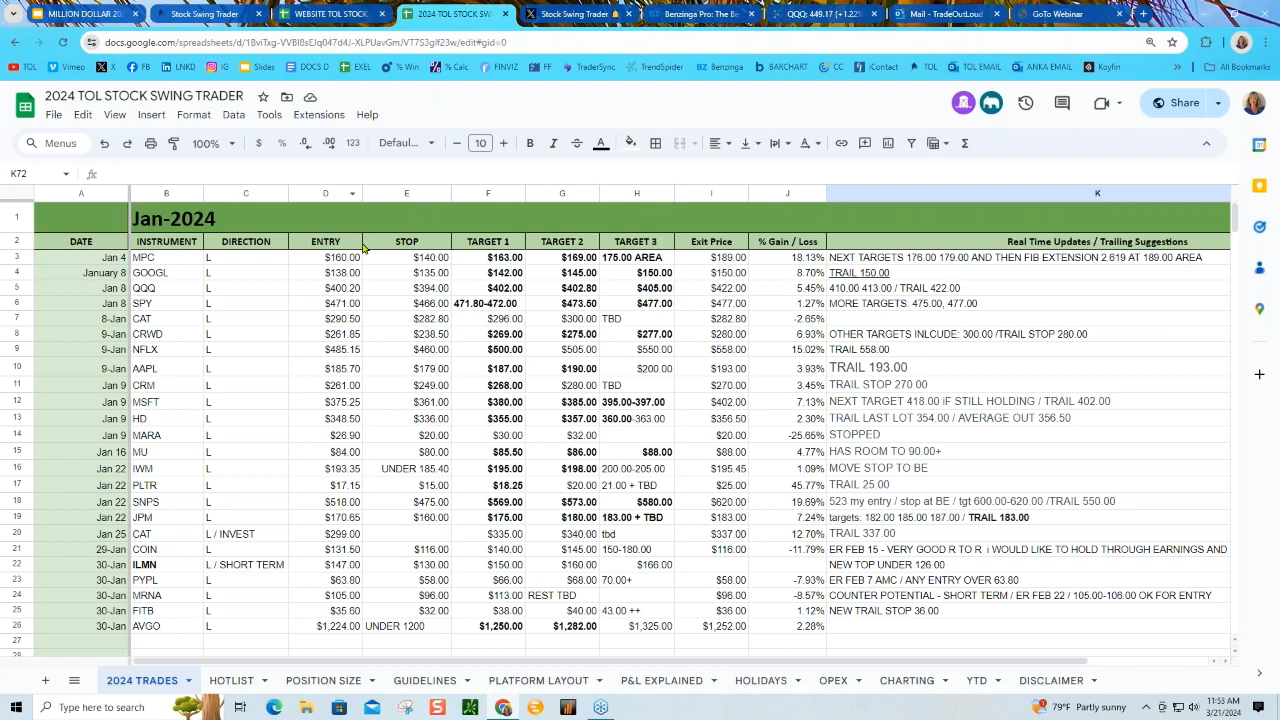 MILLION DOLLAR 202
Stock Swing Trader
WEBSITE TOL STOCK
2024 TOL STOCK SWI
Stock Swing Trader
Benzinga Pro: The Be
QQQ: 449.17 (+1.22%
Mail - TradeOutLoud
GoTo Webinar
docs.google.com/spreadsheets/d/1BviTxg-VVBI8sEJq047d4J-XLPUavGmJVT7S3gIf23w/edit#gid=0
TOL Vimeo X FB LNKD IG Slides DOCS D EXEL % Win % Calc FINVIZ FF TraderSync TrendSpider Benzinga BARCHART CC iContact TOL TOL EMAIL ANKA EMAIL Koyfin » All Bookmarks
2024 TOL STOCK SWING TRADER
File Edit View Insert Format Data Tools Extensions Help
Share
Menus 100% $ % .0 .00 123 Defaul... 10 B I A
K72 fx
A B C D E F G H I J K
1 Jan-2024
2 DATE INSTRUMENT DIRECTION ENTRY STOP TARGET 1 TARGET 2 TARGET 3 Exit Price % Gain / Loss Real Time Updates / Trailing Suggestions
3 Jan 4 MPC L $160.00 $140.00 $163.00 $169.00 175.00 AREA $189.00 18.13% NEXT TARGETS 176.00 179.00 AND THEN FIB EXTENSION 2.619 AT 189.00 AREA
4 January 8 GOOGL L $138.00 $135.00 $142.00 $145.00 $150.00 $150.00 8.70% TRAIL 150.00
5 Jan 8 QQQ L $400.20 $394.00 $402.00 $402.80 $405.00 $422.00 5.45% 410.00 413.00 / TRAIL 422.00
6 Jan 8 SPY L $471.00 $466.00 471.80-472.00 $473.50 $477.00 $477.00 1.27% MORE TARGETS: 475.00, 477.00
7 8-Jan CAT L $290.50 $282.80 $296.00 $300.00 TBD $282.80 -2.65%
8 9-Jan CRWD L $261.85 $238.50 $269.00 $275.00 $277.00 $280.00 6.93% OTHER TARGETS INLCUDE: 300.00 /TRAIL STOP 280.00
9 9-Jan NFLX L $485.15 $460.00 $500.00 $505.00 $550.00 $558.00 15.02% TRAIL 558.00
10 9-Jan AAPL L $185.70 $179.00 $187.00 $190.00 $200.00 $193.00 3.93% TRAIL 193.00
11 Jan 9 CRM L $261.00 $249.00 $268.00 $280.00 TBD $270.00 3.45% TRAIL STOP 270.00
12 Jan 9 MSFT L $375.25 $361.00 $380.00 $385.00 395.00-397.00 $402.00 7.13% NEXT TARGET 418.00 iF STILL HOLDING / TRAIL 402.00
13 Jan 9 HD L $348.50 $336.00 $355.00 $357.00 360.00-363.00 $356.50 2.30% TRAIL LAST LOT 354.00 / AVERAGE OUT 356.50
14 Jan 9 MARA L $26.90 $20.00 $30.00 $32.00 $20.00 -25.65% STOPPED
15 Jan 16 MU L $84.00 $80.00 $85.50 $86.00 $88.00 $88.00 4.77% HAS ROOM TO 90.00+
16 Jan 22 IWM L $193.35 UNDER 185.40 $195.00 $198.00 200.00-205.00 $195.45 1.09% MOVE STOP TO BE
17 Jan 22 PLTR L $17.15 $15.00 $18.25 $20.00 21.00 + TBD $25.00 45.77% TRAIL 25.00
18 Jan 22 SNPS L $518.00 $475.00 $569.00 $573.00 $580.00 $620.00 19.69% 523 my entry / stop at BE / tgt 600.00-620.00 /TRAIL 550.00
19 Jan 22 JPM L $170.65 $160.00 $175.00 $180.00 183.00 + TBD $183.00 7.24% targets: 182.00 185.00 187.00 / TRAIL 183.00
20 Jan 25 CAT L / INVEST $299.00 $335.00 $340.00 tbd $337.00 12.70% TRAIL 337.00
21 29-Jan COIN L $131.50 $116.00 $140.00 $145.00 150-180.00 $116.00 -11.79% ER FEB 15 - VERY GOOD R TO R i WOULD LIKE TO HOLD THROUGH EARNINGS AND
22 30-Jan ILMN L / SHORT TERM $147.00 $130.00 $150.00 $160.00 $166.00 NEW TOP UNDER 126.00
23 30-Jan PYPL L $63.80 $58.00 $66.00 $68.00 70.00+ $58.00 -7.93% ER FEB 7 AMC / ANY ENTRY OVER 63.80
24 30-Jan MRNA L $105.00 $96.00 $113.00 REST TBD $96.00 -8.57% COUNTER POTENTIAL - SHORT TERM / ER FEB 22 / 105.00-106.00 OK FOR ENTRY
25 30-Jan FITB L $35.60 $32.00 $38.00 $40.00 43.00 ++ $36.00 1.12% NEW TRAIL STOP 36.00
26 30-Jan AVGO L $1,224.00 UNDER 1200 $1,250.00 $1,282.00 $1,325.00 $1,252.00 2.28%
27
28
2024 TRADES HOTLIST POSITION SIZE GUIDELINES PLATFORM LAYOUT P&L EXPLAINED HOLIDAYS OPEX CHARTING YTD DISCLAIMER
Type here to search
79°F Partly sunny
11:53 AM
3/21/2024